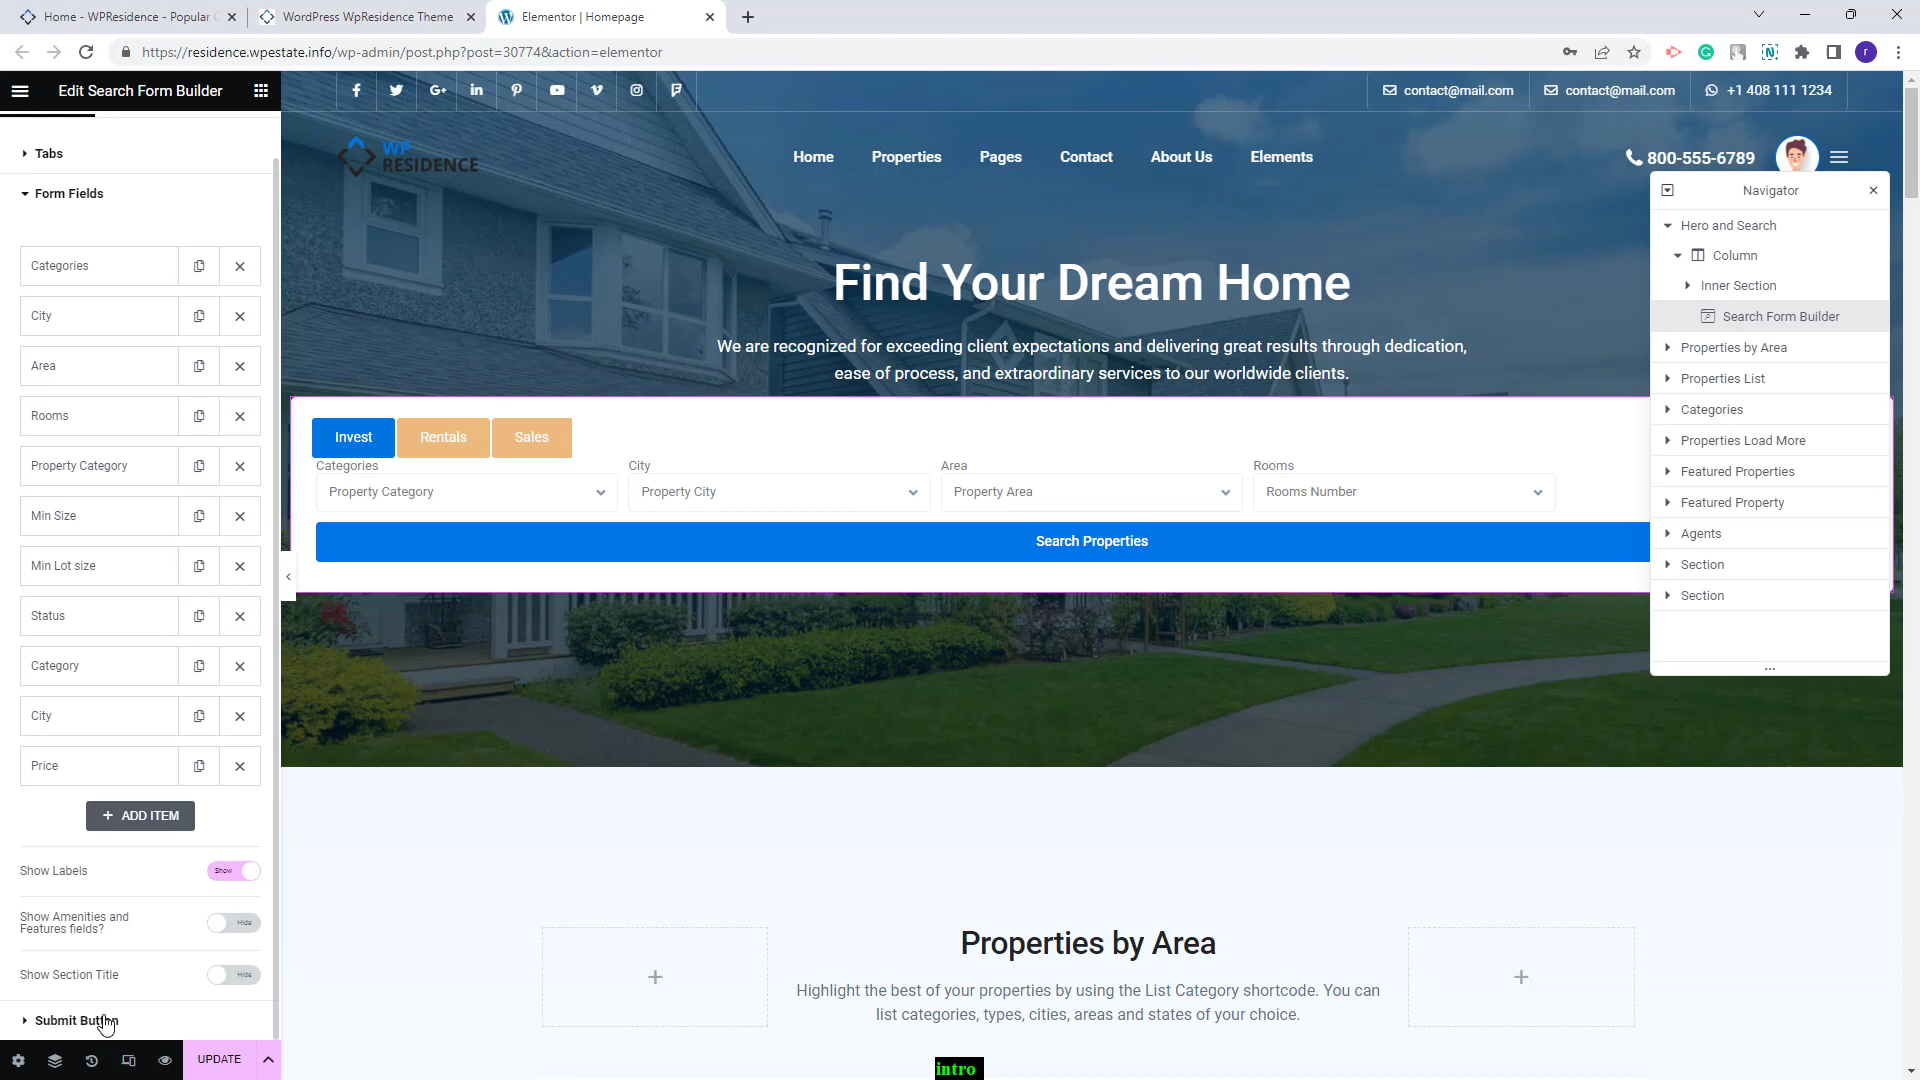 Home - WPResidence - Popular
WordPress WpResidence Theme
Elementor | Homepage
https://residence.wpestate.info/wp-admin/post.php?post=30774&action=elementor
r
Edit Search Form Builder
Tabs
Form Fields
Categories
City
Area
Rooms
Property Category
Min Size
Min Lot size
Status
Category
City
Price
+ ADD ITEM
Show Labels
Show
Show Amenities and
Features fields?
Hide
Show Section Title
Hide
Submit Button
UPDATE
contact@mail.com
contact@mail.com
+1 408 111 1234
WP
RESIDENCE
Home
Properties
Pages
Contact
About Us
Elements
800-555-6789
Find Your Dream Home
We are recognized for exceeding client expectations and delivering great results through dedication,
ease of process, and extraordinary services to our worldwide clients.
Invest
Rentals
Sales
Categories
City
Area
Rooms
Property Category
Property City
Property Area
Rooms Number
Search Properties
Navigator
Hero and Search
Column
Inner Section
Search Form Builder
Properties by Area
Properties List
Categories
Properties Load More
Featured Properties
Featured Property
Agents
Section
Section
Properties by Area
Highlight the best of your properties by using the List Category shortcode. You can
list categories, types, cities, areas and states of your choice.
intro